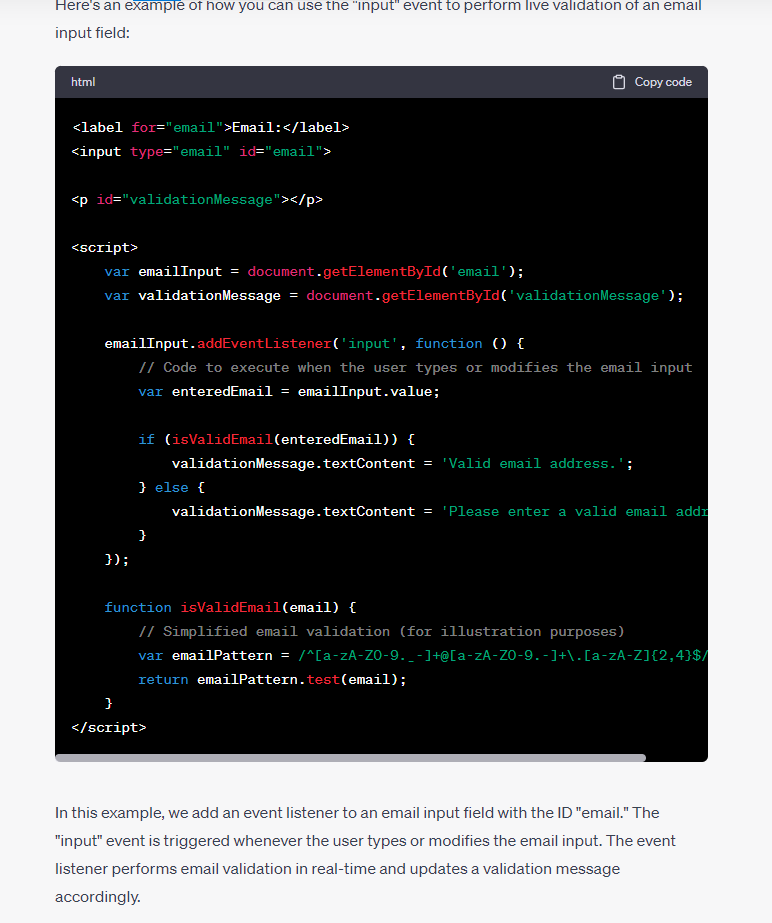 Here's an example of how you can use the "input" event to perform live validation of an email
input field:
html
Copy code
<label for="email">Email:</label>
<input type="email" id="email">
<p id="validationMessage"></p>
<script>
    var emailInput = document.getElementById('email');
    var validationMessage = document.getElementById('validationMessage');
    emailInput.addEventListener('input', function () {
        // Code to execute when the user types or modifies the email input
        var enteredEmail = emailInput.value;
        if (isValidEmail(enteredEmail)) {
            validationMessage.textContent = 'Valid email address.';
        } else {
            validationMessage.textContent = 'Please enter a valid email addr
        }
    });
    function isValidEmail(email) {
        // Simplified email validation (for illustration purposes)
        var emailPattern = /^[a-zA-Z0-9._-]+@[a-zA-Z0-9.-]+\.[a-zA-Z]{2,4}$/
        return emailPattern.test(email);
    }
</script>
In this example, we add an event listener to an email input field with the ID "email." The
"input" event is triggered whenever the user types or modifies the email input. The event
listener performs email validation in real-time and updates a validation message
accordingly.